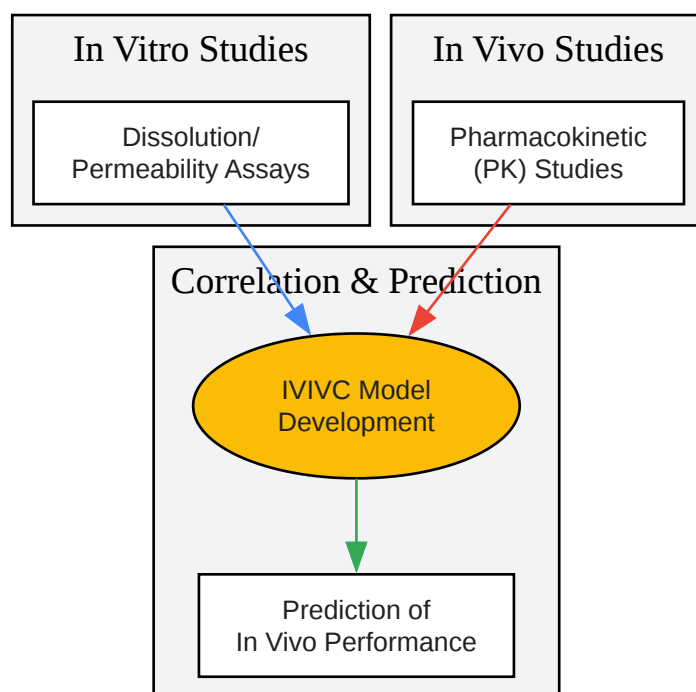 In Vitro Studies
Dissolution/
Permeability Assays
In Vivo Studies
Pharmacokinetic
(PK) Studies
Correlation & Prediction
IVIVC Model
Development
Prediction of
In Vivo Performance